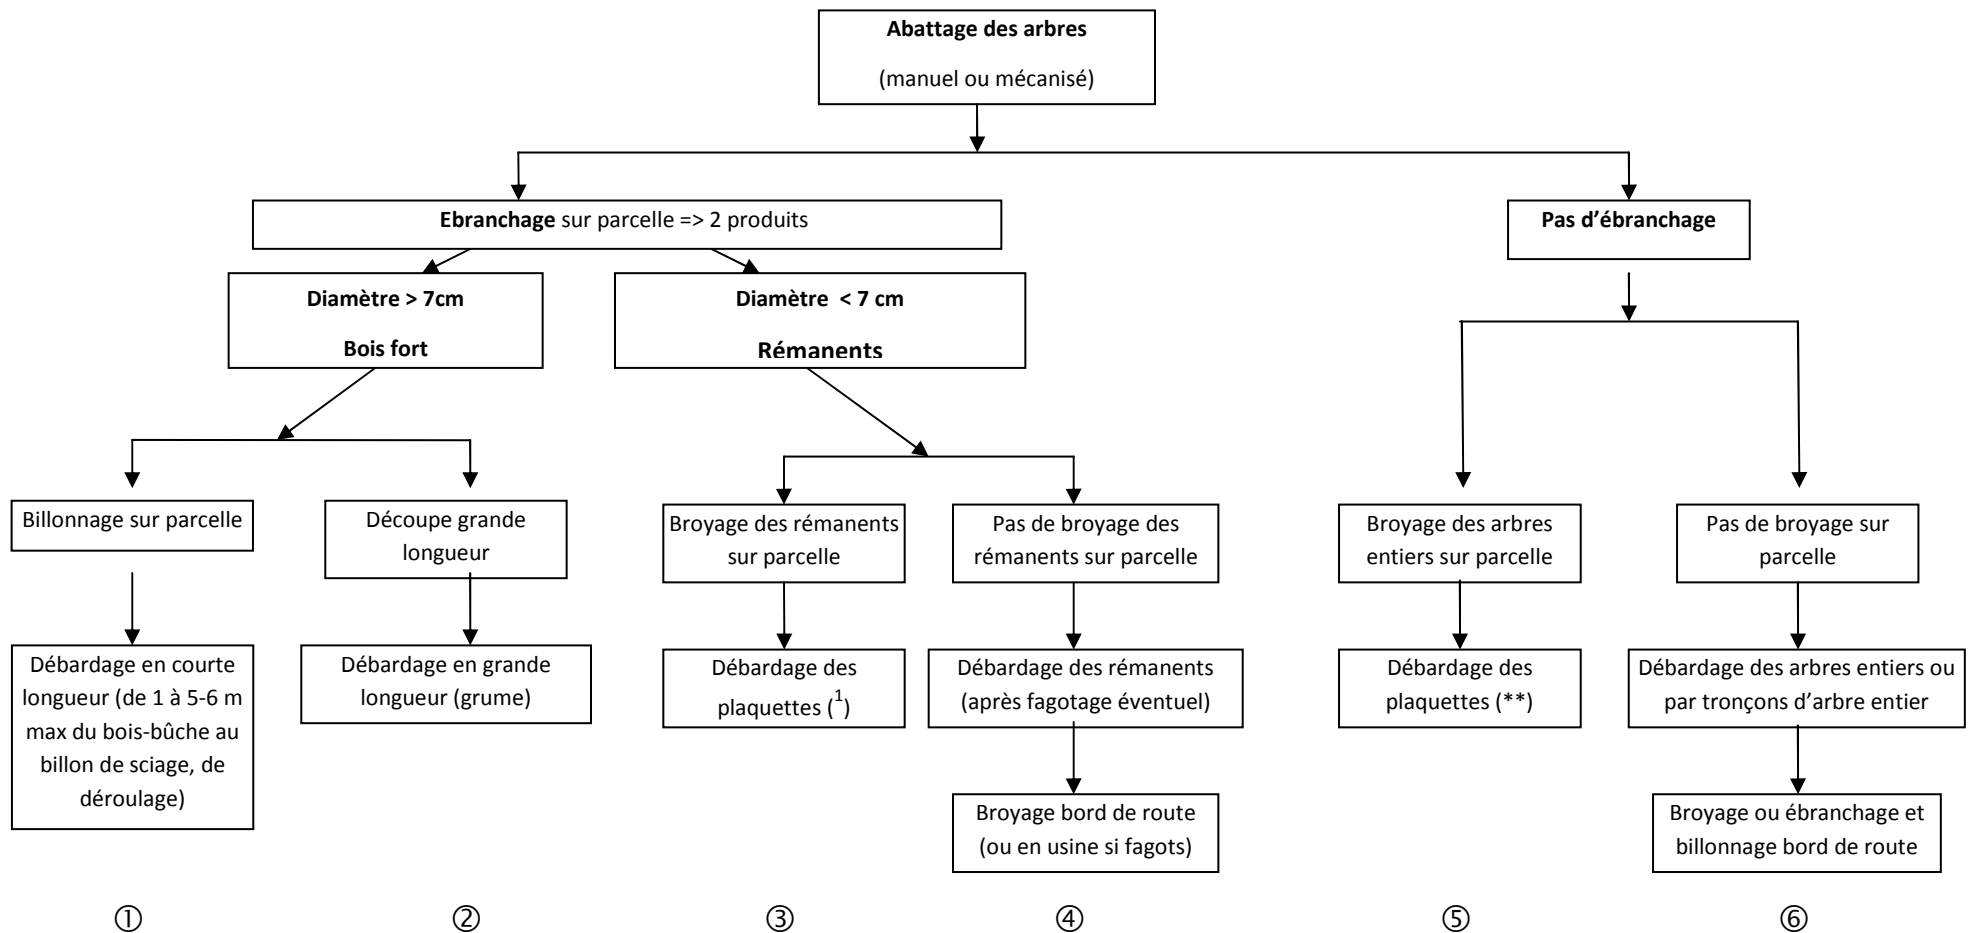 Abattage des arbres
(manuel ou mécanisé)
Ebranchage sur parcelle => 2 produits
Pas d’ébranchage
Diamètre > 7cm
Bois fort
Diamètre < 7 cm
Rémanents
Billonnage sur parcelle
Découpe grande
longueur
Broyage des rémanents
sur parcelle
Pas de broyage des
rémanents sur parcelle
Broyage des arbres
entiers sur parcelle
Pas de broyage sur
parcelle
Débardage en courte
longueur (de 1 à 5-6 m
max du bois-bûche au
billon de sciage, de
déroulage)
Débardage en grande
longueur (grume)
Débardage des
plaquettes (¹)
Débardage des rémanents
(après fagotage éventuel)
Débardage des
plaquettes (**)
Débardage des arbres entiers ou
par tronçons d’arbre entier
Broyage bord de route
(ou en usine si fagots)
Broyage ou ébranchage et
billonnage bord de route
① ② ③ ④ ⑤ ⑥